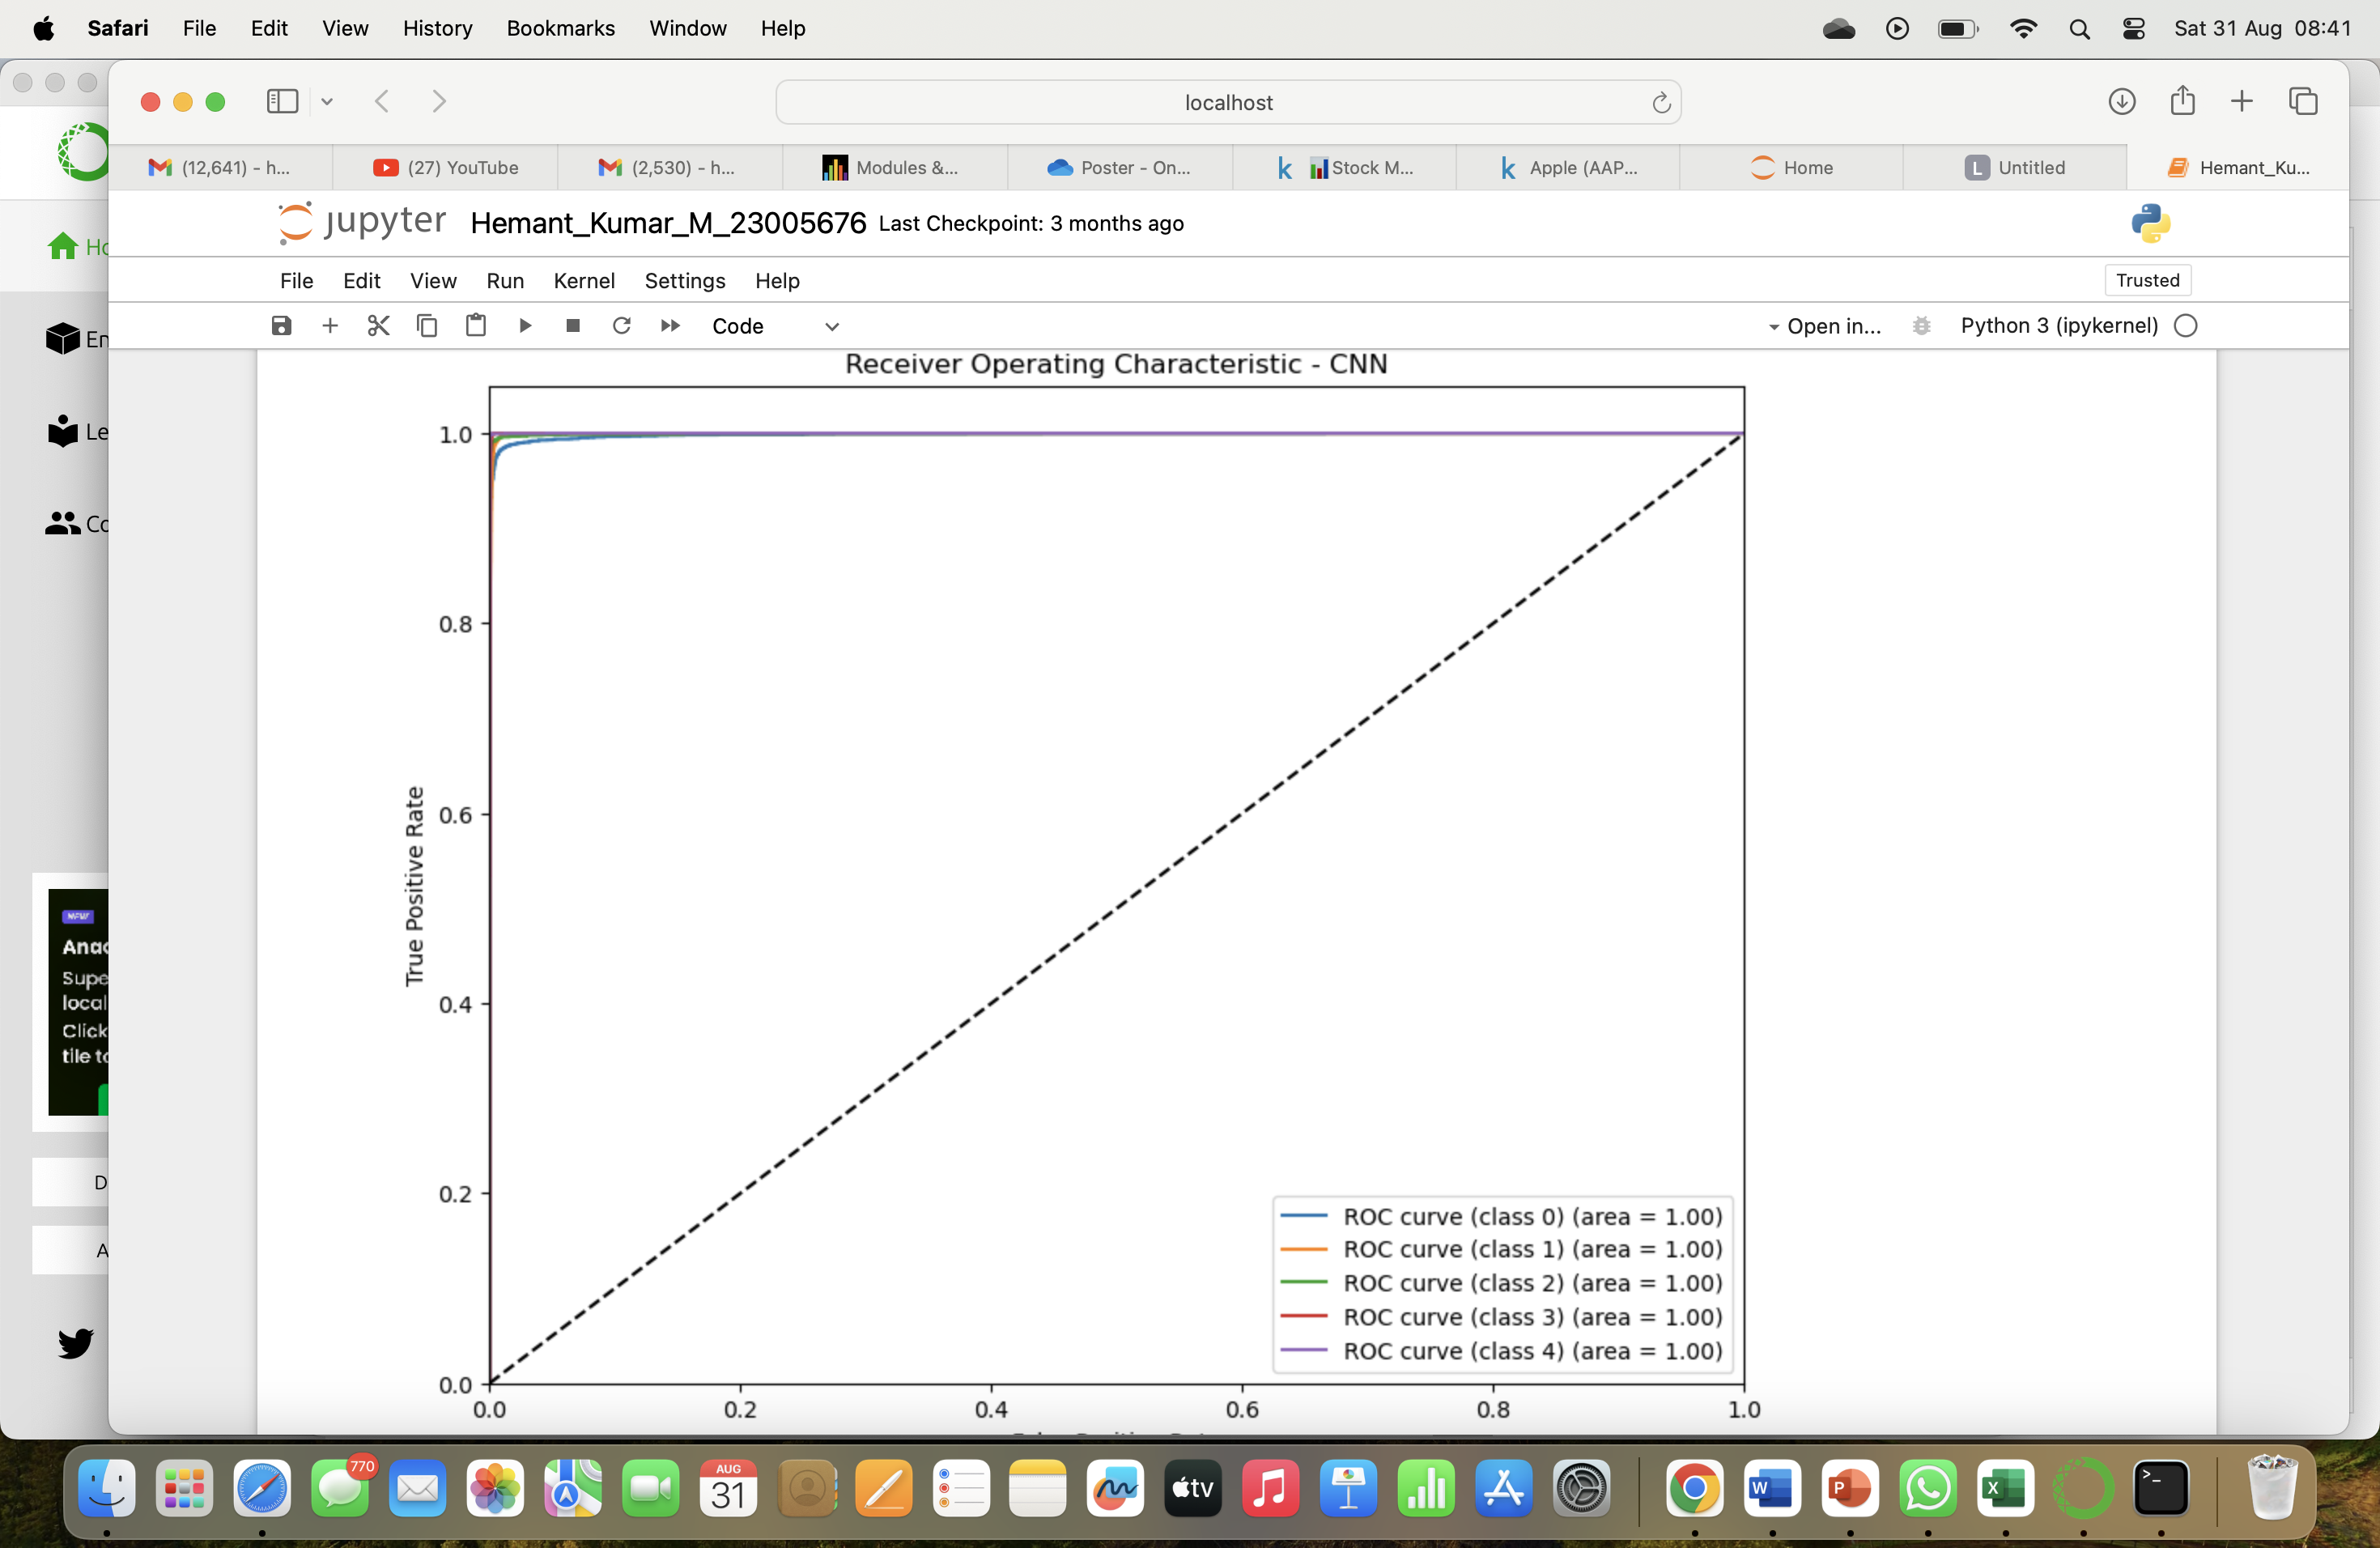 Safari File Edit View History Bookmarks Window Help Sat 31 Aug 08:41
localhost
(12,641) - h... (27) YouTube (2,530) - h... Modules &... Poster - On... Stock M... Apple (AAP... Home Untitled Hemant_Ku...
jupyter Hemant_Kumar_M_23005676 Last Checkpoint: 3 months ago
File Edit View Run Kernel Settings Help Trusted
Code Open in... Python 3 (ipykernel)
Receiver Operating Characteristic - CNN
1.0
0.8
0.6
0.4
0.2
0.0
True Positive Rate
ROC curve (class 0) (area = 1.00)
ROC curve (class 1) (area = 1.00)
ROC curve (class 2) (area = 1.00)
ROC curve (class 3) (area = 1.00)
ROC curve (class 4) (area = 1.00)
0.0 0.2 0.4 0.6 0.8 1.0
Ho
En
Le
Co
NEW
Anac
Supe
local
Click
tile to
D
A
770
AUG
31
tv